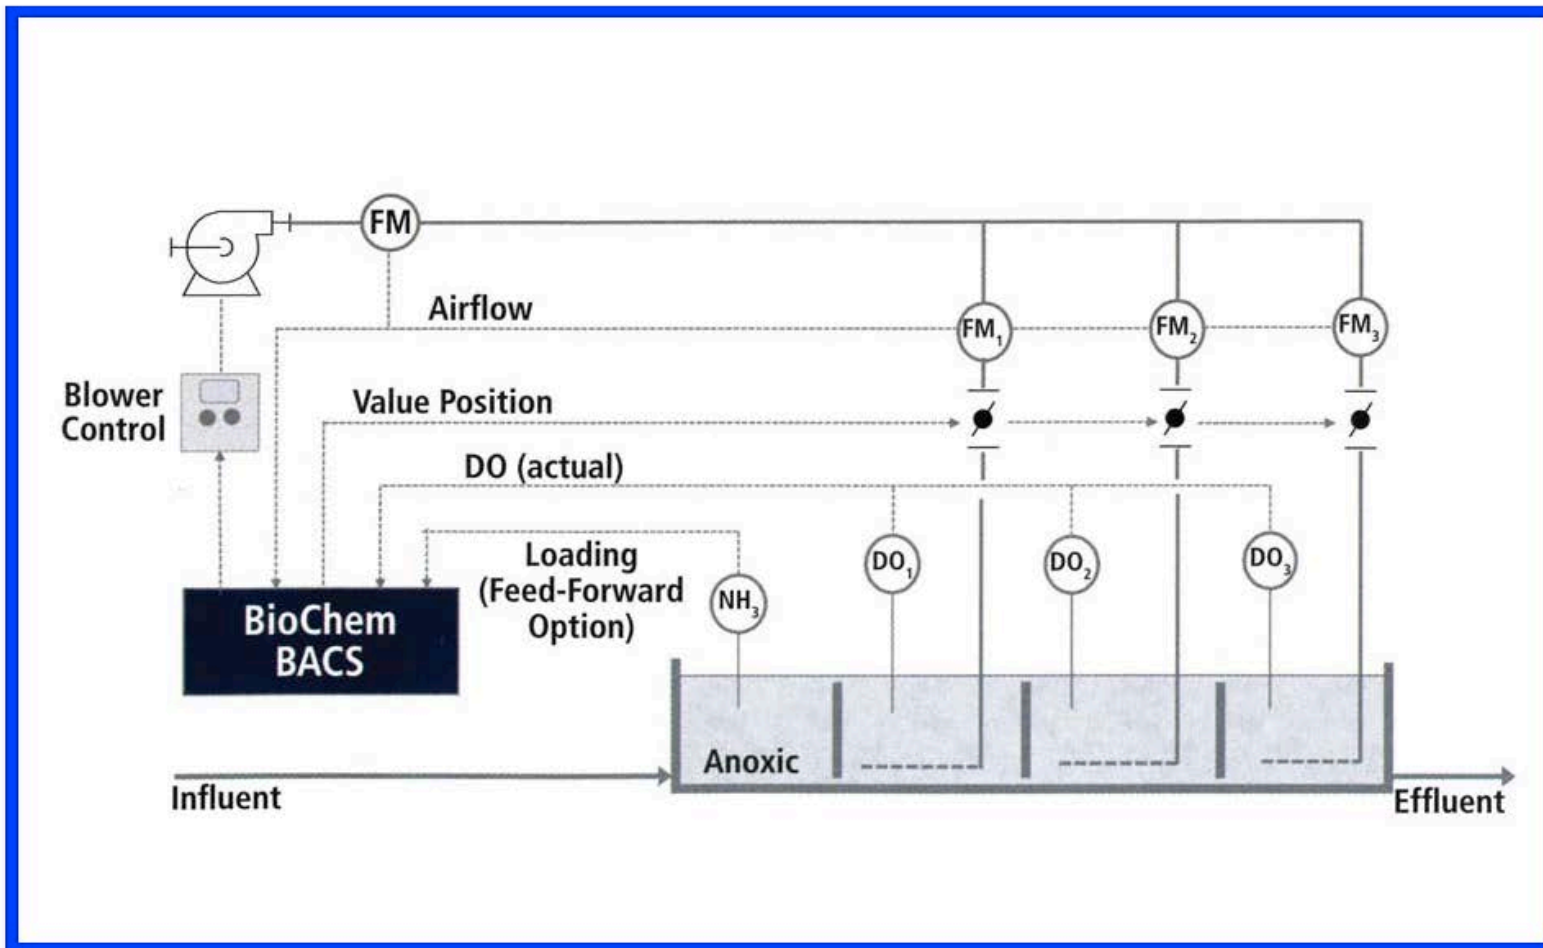 FM
Airflow
FM₁
FM₂
FM₃
Blower
Control
Value Position
DO (actual)
Loading
(Feed-Forward
Option)
NH₃
DO₁
DO₂
DO₃
BioChem
BACS
Anoxic
Influent
Effluent